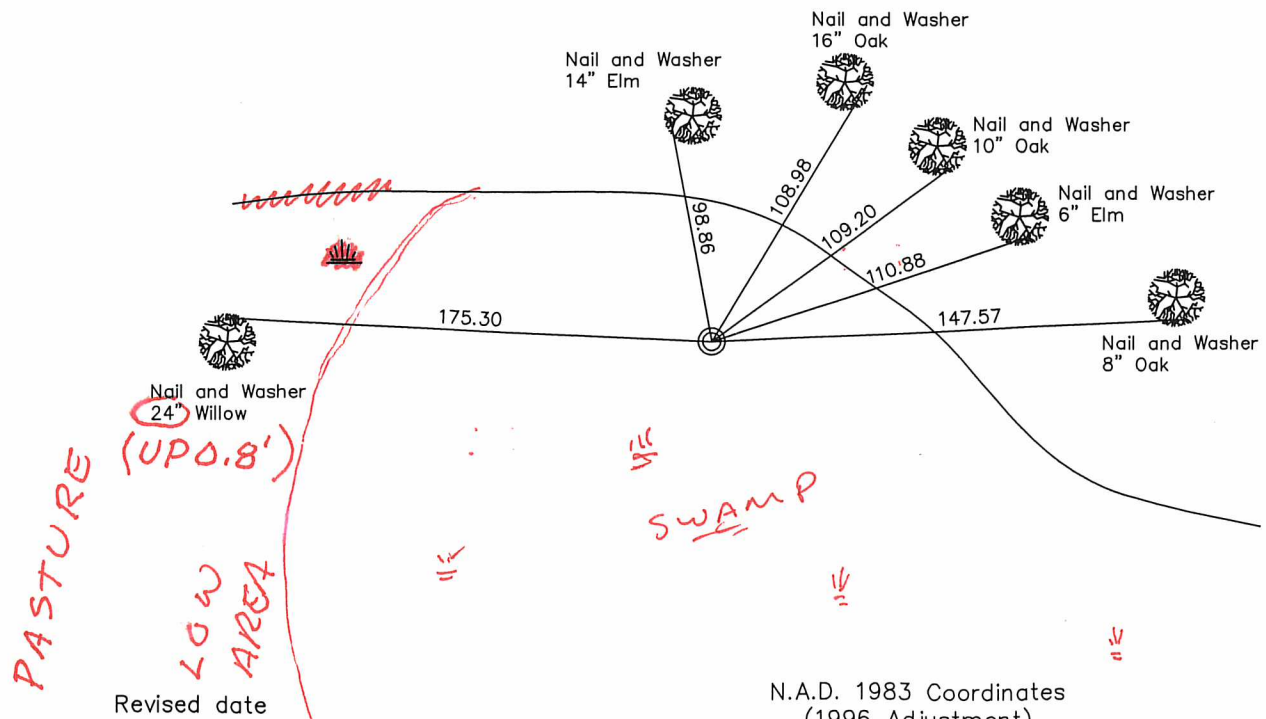 Nail and Washer
16" Oak
Nail and Washer
14" Elm
Nail and Washer
10" Oak
Nail and Washer
6" Elm
98.86
108.98
109.20
110.88
175.30
147.57
Nail and Washer
8" Oak
Nail and Washer
24" Willow
(UP 0.8')
PASTURE
SWAMP
LOW
AREA
Revised date
N.A.D. 1983 Coordinates
(1996 Adjustment)